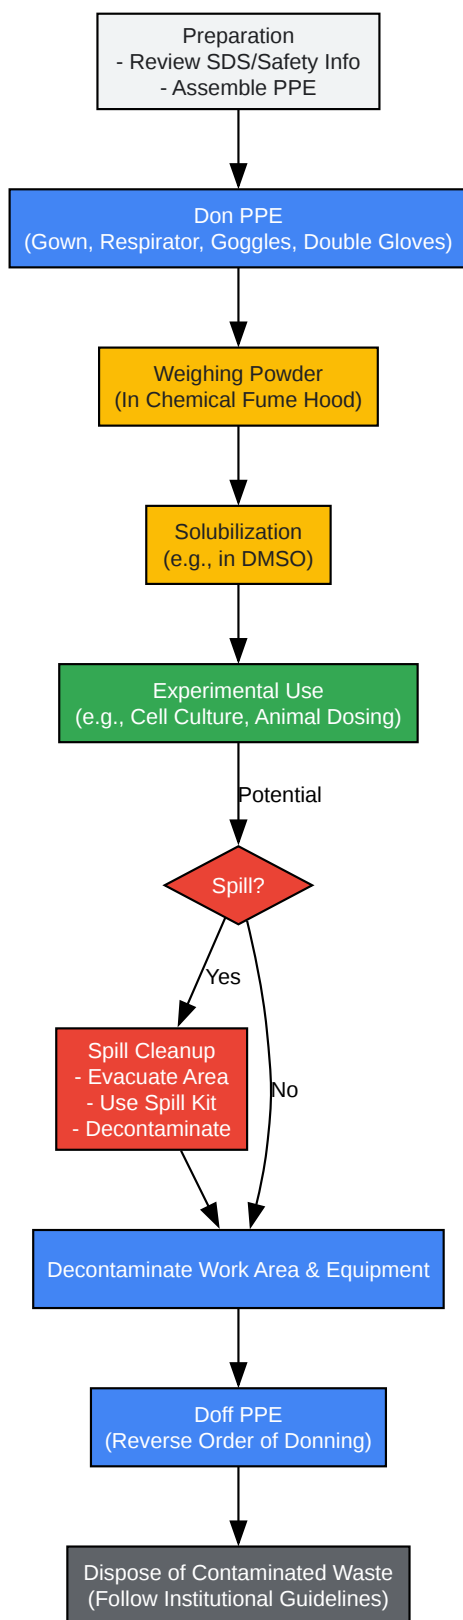 Preparation
- Review SDS/Safety Info
- Assemble PPE
Don PPE
(Gown, Respirator, Goggles, Double Gloves)
Weighing Powder
(In Chemical Fume Hood)
Solubilization
(e.g., in DMSO)
Experimental Use
(e.g., Cell Culture, Animal Dosing)
Potential
Spill?
Yes
Spill Cleanup
- Evacuate Area
- Use Spill Kit
- Decontaminate
No
Decontaminate Work Area & Equipment
Doff PPE
(Reverse Order of Donning)
Dispose of Contaminated Waste
(Follow Institutional Guidelines)